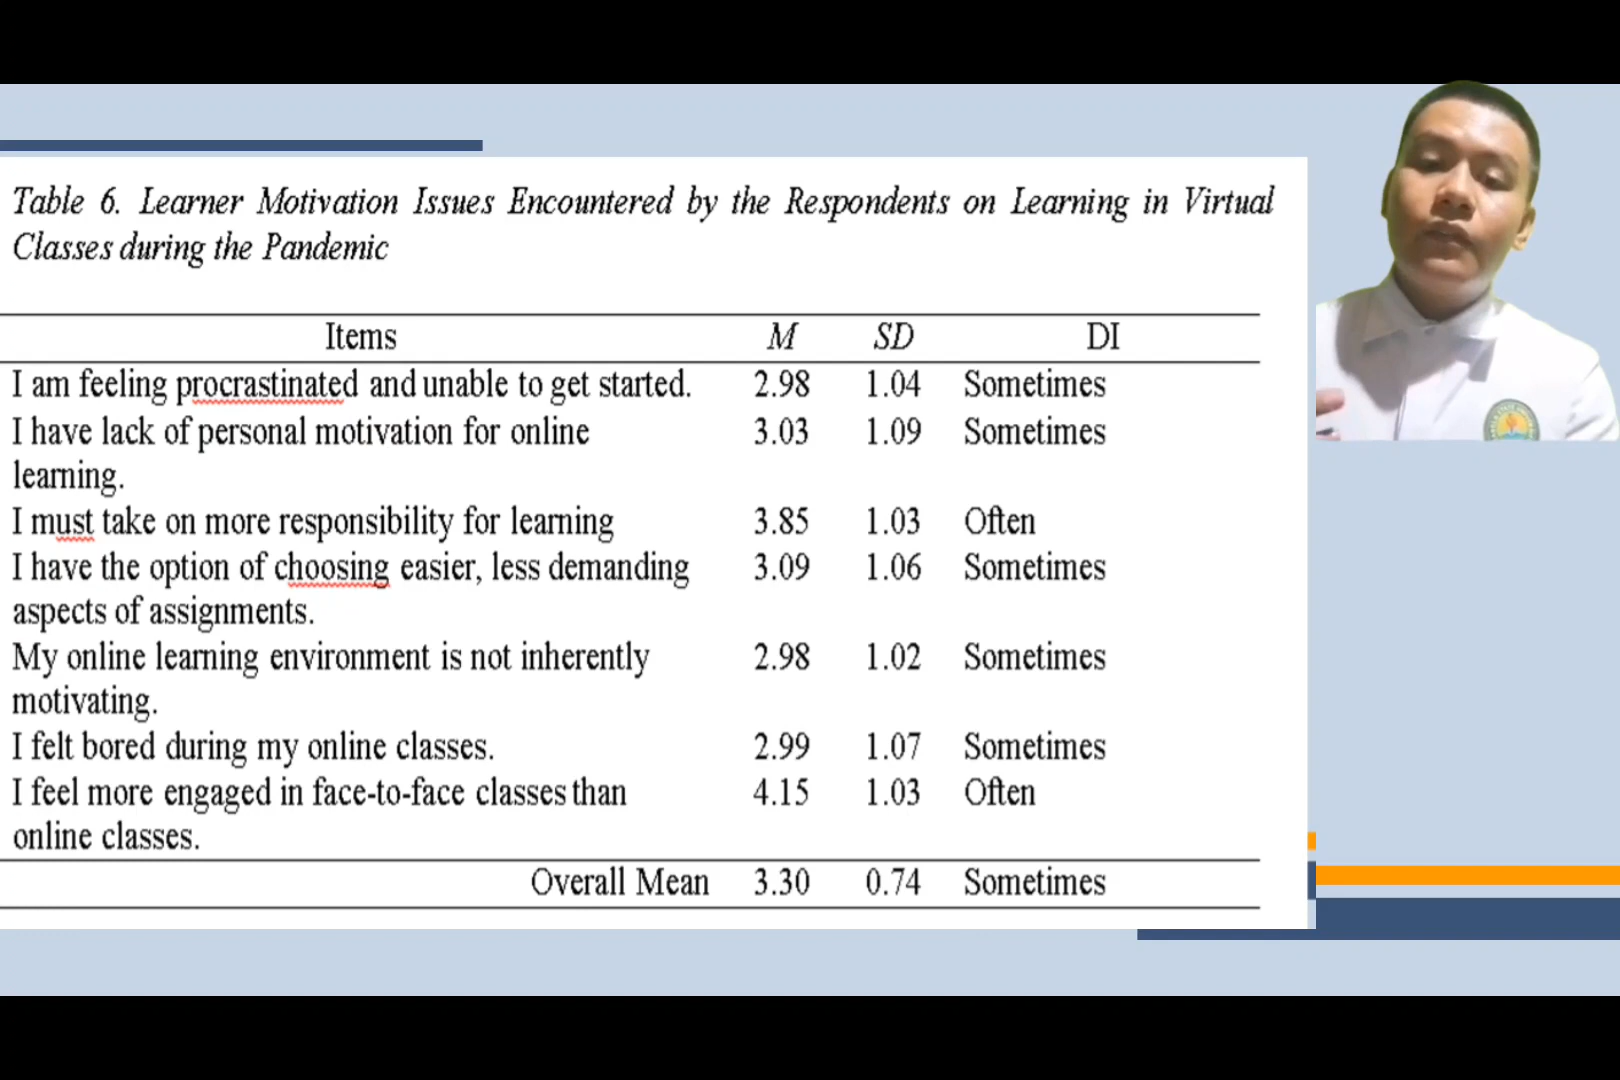 Table 6. Learner Motivation Issues Encountered by the Respondents on Learning in Virtual
Classes during the Pandemic
Items M SD DI
I am feeling procrastinated and unable to get started. 2.98 1.04 Sometimes
I have lack of personal motivation for online 3.03 1.09 Sometimes
learning.
I must take on more responsibility for learning 3.85 1.03 Often
I have the option of choosing easier, less demanding 3.09 1.06 Sometimes
aspects of assignments.
My online learning environment is not inherently 2.98 1.02 Sometimes
motivating.
I felt bored during my online classes. 2.99 1.07 Sometimes
I feel more engaged in face-to-face classes than 4.15 1.03 Often
online classes.
Overall Mean 3.30 0.74 Sometimes